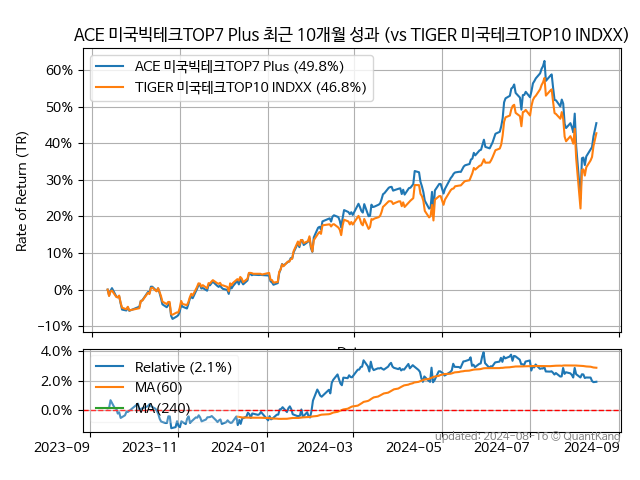 ACE 미국빅테크TOP7 Plus 최근 10개월 성과 (vs TIGER 미국테크TOP10 INDXX)
ACE 미국빅테크TOP7 Plus (49.8%)
TIGER 미국테크TOP10 INDXX (46.8%)
Rate of Return (TR)
60%
50%
40%
30%
20%
10%
0%
−10%
4.0%
2.0%
0.0%
Relative (2.1%)
MA(60)
MA(240)
2023-09
2023-11
2024-01
2024-03
2024-05
2024-07
2024-09
updated: 2024-08-16 © QuantKang